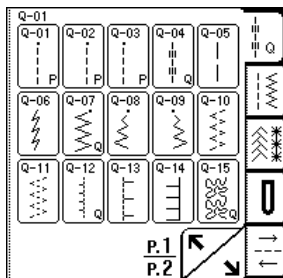 Q-01
Q-01 Q-02 Q-03 Q-04 Q-05
P P P Q Q
Q-06 Q-07 Q-08 Q-09 Q-10
Q
Q-11 Q-12 Q-13 Q-14 Q-15
Q Q
P.1
P.2